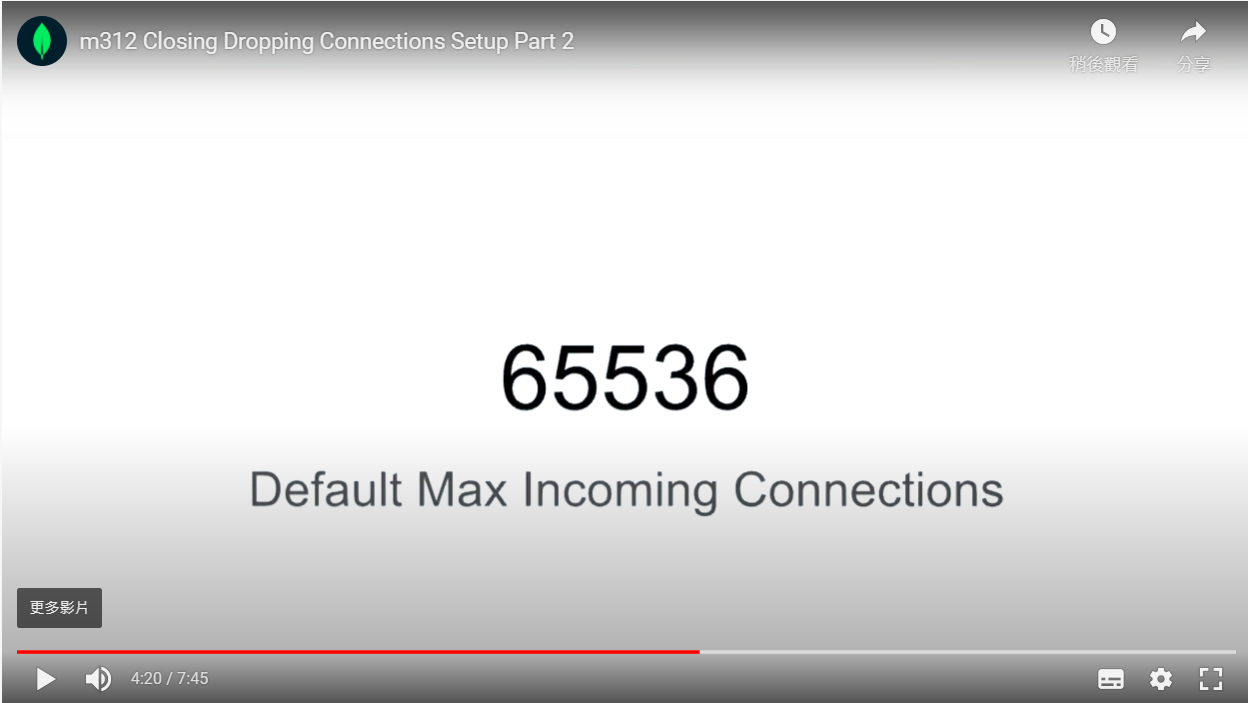 m312 Closing Dropping Connections Setup Part 2
稍後觀看
分享
65536
Default Max Incoming Connections
更多影片
4:20 / 7:45